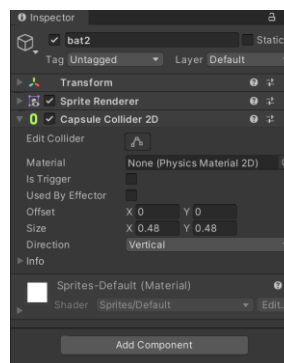 Inspector
bat2 Static
Tag Untagged Layer Default
Transform
Sprite Renderer
Capsule Collider 2D
Edit Collider
Material None (Physics Material 2D)
Is Trigger
Used By Effector
Offset X 0 Y 0
Size X 0.48 Y 0.48
Direction Vertical
Info
Sprites-Default (Material)
Shader Sprites/Default Edit.
Add Component